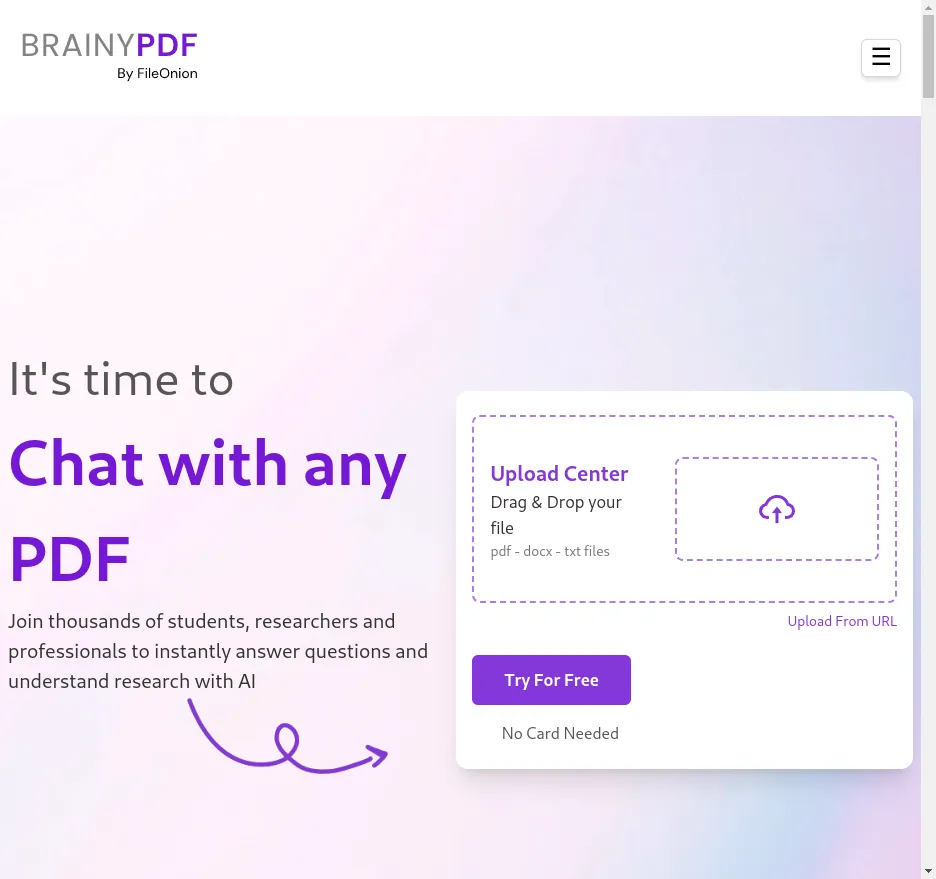 BRAINYPDF
By FileOnion
☰
It's time to
Chat with any
PDF
Join thousands of students, researchers and
professionals to instantly answer questions and
understand research with AI
Upload Center
Drag & Drop your
file
pdf - docx - txt files
Upload From URL
Try For Free
No Card Needed